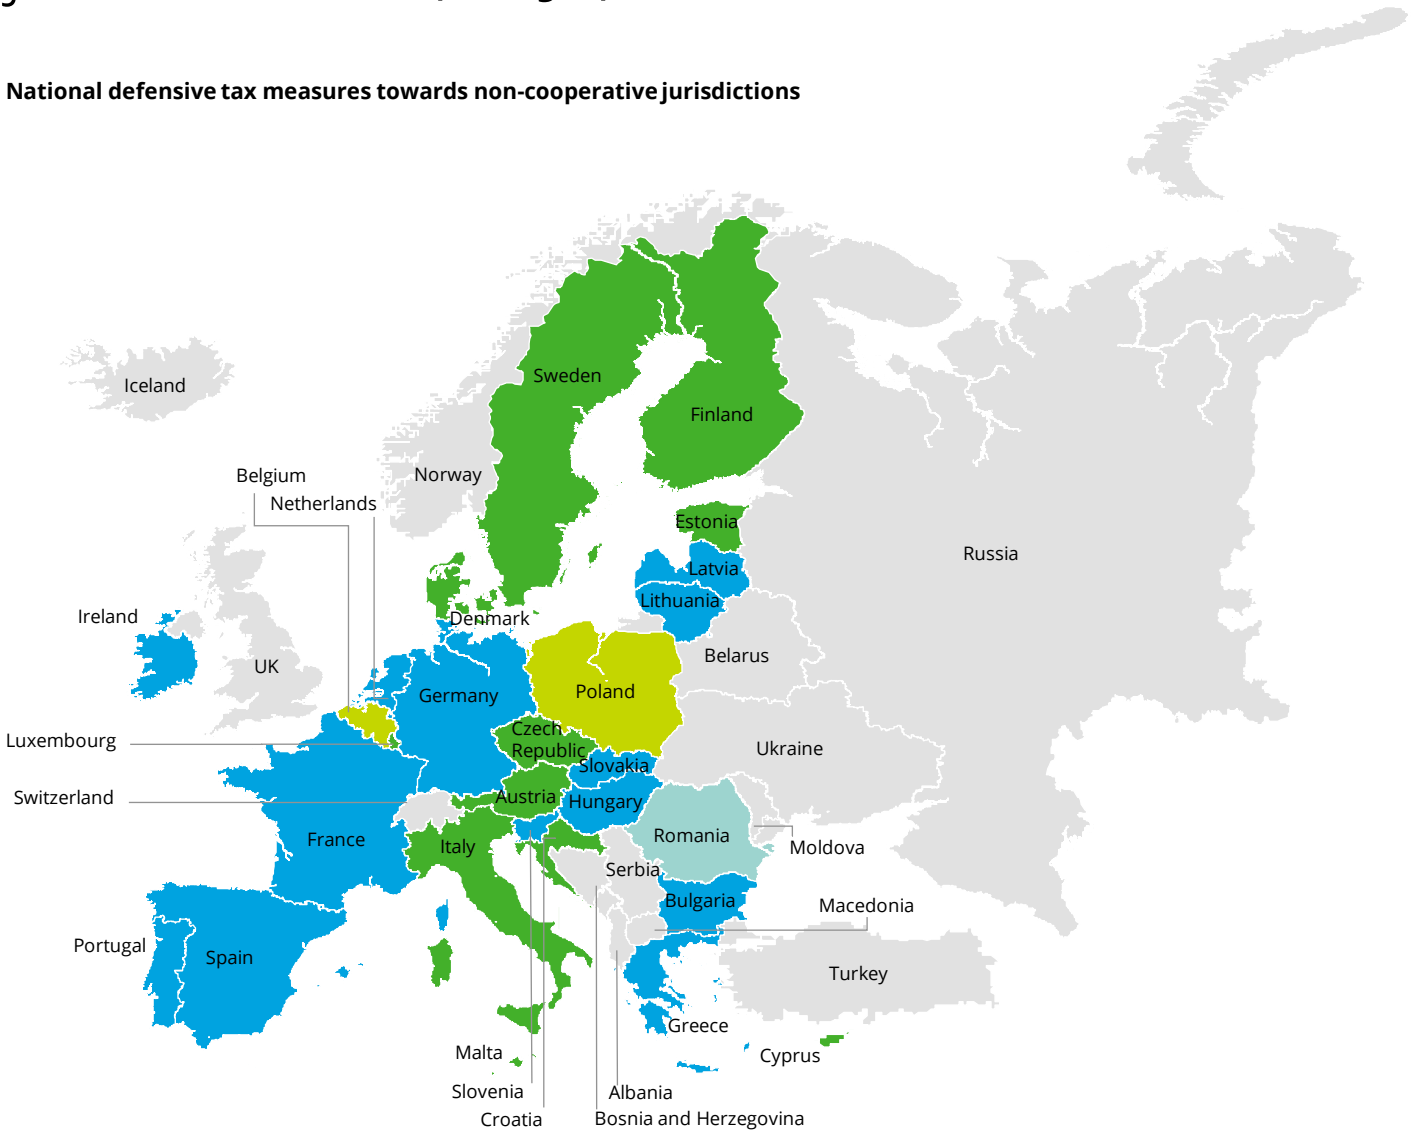 National defensive tax measures towards non-cooperative jurisdictions
Iceland
Sweden
Finland
Norway
Belgium
Netherlands
Estonia
Russia
Latvia
Lithuania
Ireland
Denmark
UK
Belarus
Germany
Poland
Luxembourg
Czech
Republic
Ukraine
Slovakia
Switzerland
Austria
Hungary
France
Italy
Romania
Moldova
Serbia
Bulgaria
Macedonia
Portugal
Spain
Turkey
Greece
Malta
Cyprus
Slovenia
Albania
Croatia
Bosnia and Herzegovina